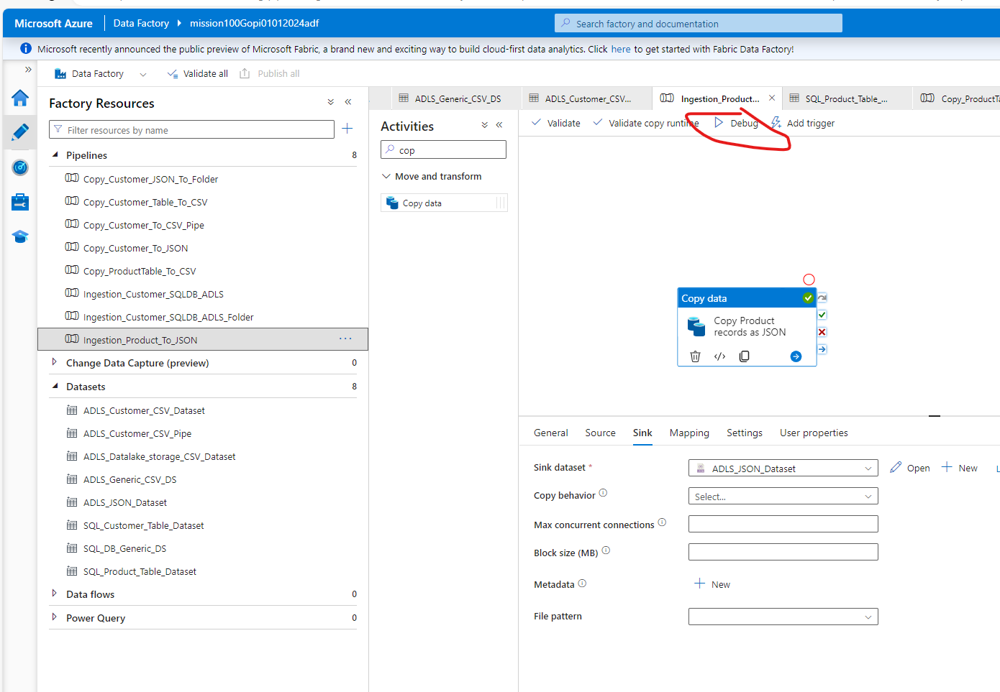 Microsoft Azure Data Factory mission100Gopi01012024adf Search factory and documentation
Microsoft recently announced the public preview of Microsoft Fabric, a brand new and exciting way to build cloud-first data analytics. Click here to get started with Fabric Data Factory!
Data Factory Validate all Publish all
Factory Resources
Filter resources by name
Pipelines 8
Copy_Customer_JSON_To_Folder
Copy_Customer_Table_To_CSV
Copy_Customer_To_CSV_Pipe
Copy_Customer_To_JSON
Copy_ProductTable_To_CSV
Ingestion_Customer_SQLDB_ADLS
Ingestion_Customer_SQLDB_ADLS_Folder
Ingestion_Product_To_JSON ...
Change Data Capture (preview) 0
Datasets 8
ADLS_Customer_CSV_Dataset
ADLS_Customer_CSV_Pipe
ADLS_Datalake_storage_CSV_Dataset
ADLS_Generic_CSV_DS
ADLS_JSON_Dataset
SQL_Customer_Table_Dataset
SQL_DB_Generic_DS
SQL_Product_Table_Dataset
Data flows 0
Power Query 0
ADLS_Generic_CSV_DS ADLS_Customer_CSV... Ingestion_Product... SQL_Product_Table_... Copy_ProductTa
Activities
cop
Move and transform
Copy data
Validate Validate copy runtime Debug Add trigger
Copy data
Copy Product
records as JSON
General Source Sink Mapping Settings User properties
Sink dataset * ADLS_JSON_Dataset Open New
Copy behavior Select...
Max concurrent connections
Block size (MB)
Metadata New
File pattern